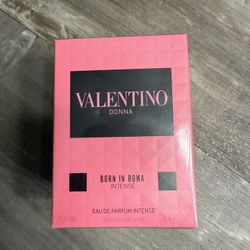 VALENTINO
DONNA
BORN IN ROMA
INTENSE
EAU DE PARFUM INTENSE